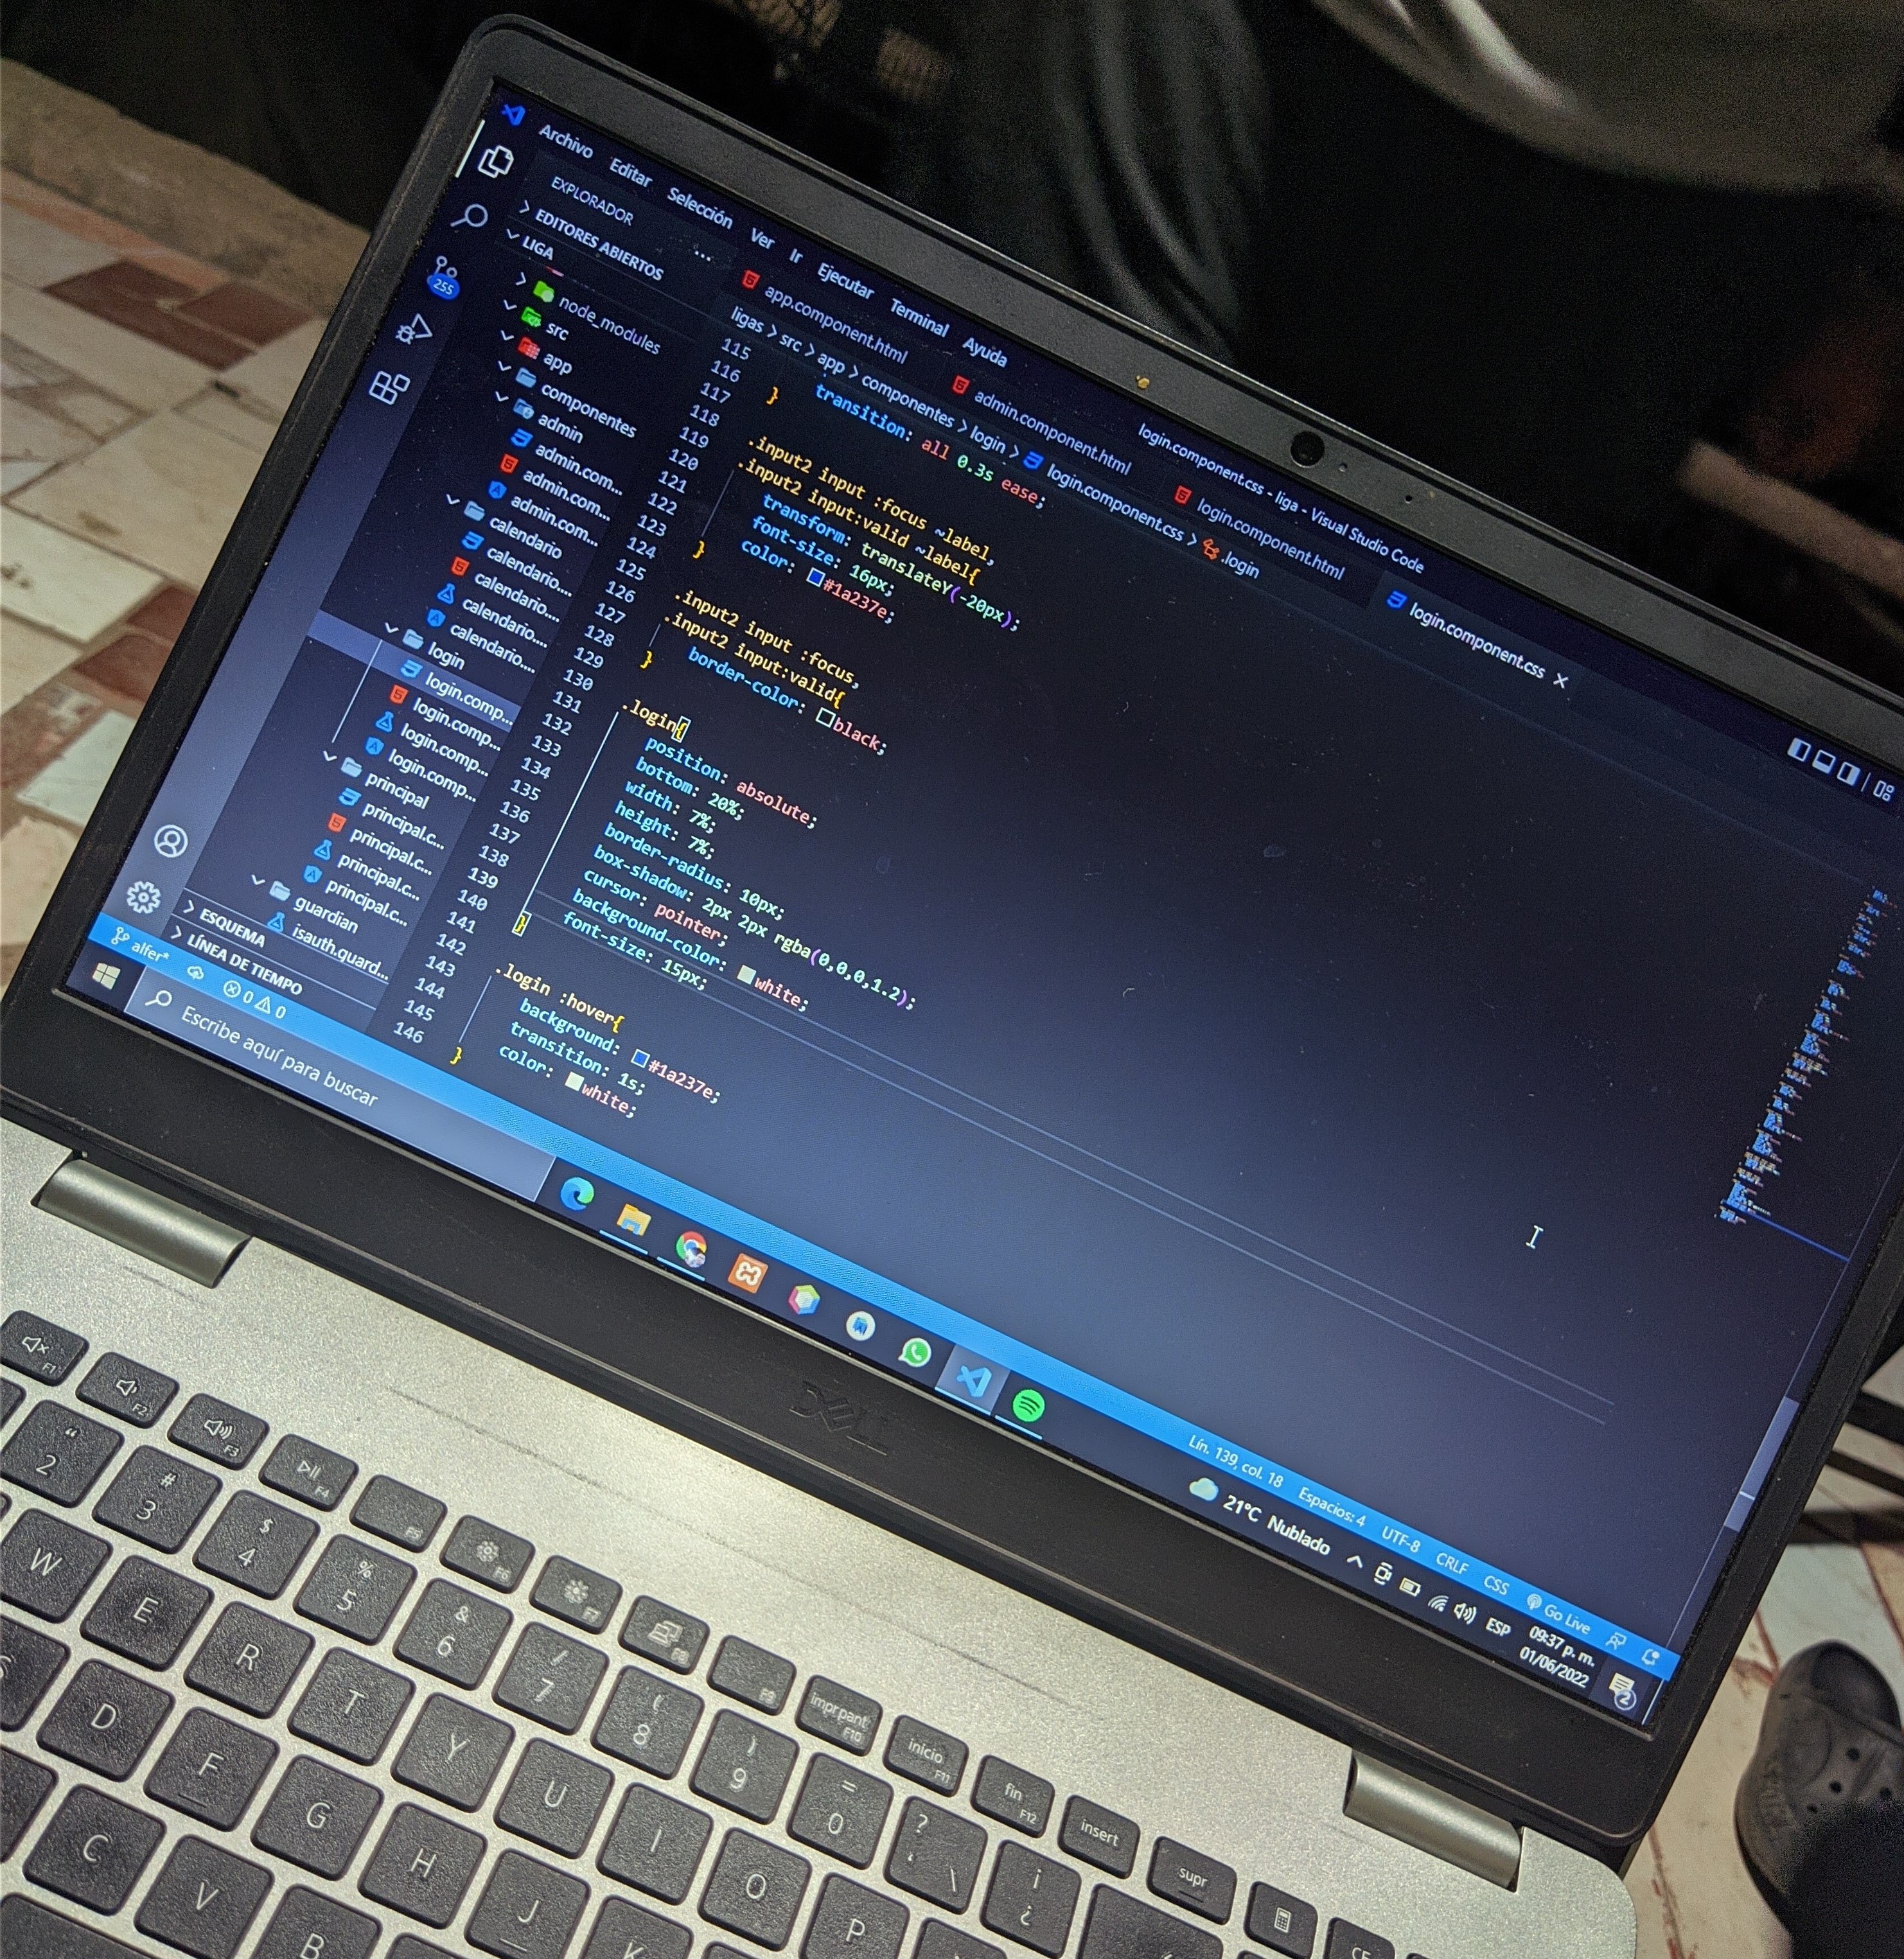 Archivo Editar Selección Ver Ir Ejecutar Terminal Ayuda
login.component.css - liga - Visual Studio Code
EXPLORADOR ...
EDITORES ABIERTOS
LIGA
node_modules
src
app
componentes
admin
admin.com...
admin.com...
admin.com...
calendario
calendario....
calendario....
calendario....
calendario....
login
login.comp...
login.comp...
login.comp...
login.comp...
principal
principal.c...
principal.c...
principal.c...
principal.c...
guardian
isauth.guard...
ESQUEMA
LÍNEA DE TIEMPO
255
app.component.html
admin.component.html
login.component.html
login.component.css
ligas > src > app > componentes > login > login.component.css > .login
115
116
117
118
119
120
121
122
123
124
125
126
127
128
129
130
131
132
133
134
135
136
137
138
139
140
141
142
143
144
145
146
transition: all 0.3s ease;
}
.input2 input :focus ~label,
.input2 input:valid ~label{
transform: translateY(-20px);
font-size: 16px;
color: #1a237e;
}
.input2 input :focus,
.input2 input:valid{
border-color: black;
}
.login{
position: absolute;
bottom: 20%;
width: 7%;
height: 7%;
border-radius: 10px;
box-shadow: 2px 2px rgba(0,0,0,1.2);
cursor: pointer;
background-color: white;
font-size: 15px;
}
.login :hover{
background: #1a237e;
transition: 1s;
color: white;
}
alfer* 0 0
Lín. 139, col. 18 Espacios: 4 UTF-8 CRLF CSS Go Live
Escribe aquí para buscar
21°C Nublado ESP
09:37 p. m.
01/06/2022
2
DELL
F1 F2 F3 F4 F5 F6 F7 F8 F9
imprpant F10
inicio F11
fin F12
insert
supr
“ 2 # 3 $ 4 % 5 & 6 / 7 ( 8 ) 9 = 0 ? ' \ ¡ ¿
W E R T Y U I O P
S D F G H J K
C V B